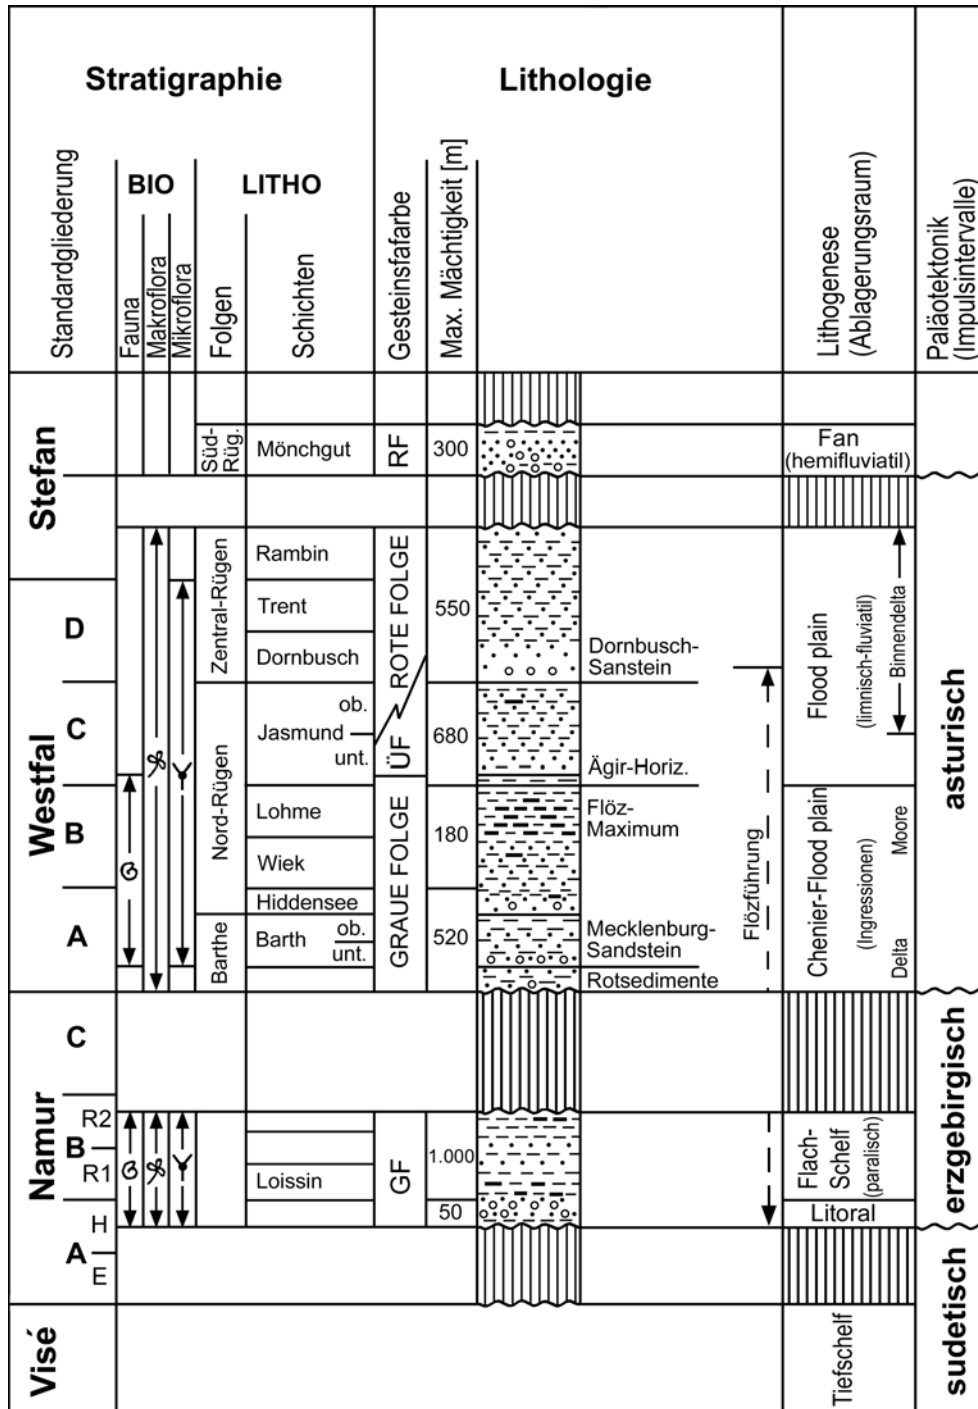 Stratigraphie
Lithologie
Standardgliederung
BIO
Fauna
Makroflora
Mikroflora
LITHO
Folgen
Schichten
Gesteinsfafarbe
Max. Mächtigkeit [m]
Lithogenese
(Ablagerungsraum)
Paläotektonik
(Impulsintervalle)
Stefan
Süd-
Rüg.
Mönchgut
RF
300
Fan
(hemifluviatil)
Westfal
D
C
B
A
Zentral-Rügen
Rambin
Trent
Dornbusch
ROTE FOLGE
550
Dornbusch-
Sanstein
Flood plain
(limnisch-fluviatil)
Binnendelta
asturisch
Nord-Rügen
ob.
Jasmund
unt.
ÜF
680
Ägir-Horiz.
Lohme
Wiek
Hiddensee
GRAUE FOLGE
180
Flöz-
Maximum
Flözführung
Chenier-Flood plain
(Ingressionen)
Delta
Moore
Barthe
Barth
ob.
unt.
520
Mecklenburg-
Sandstein
Rotsedimente
Namur
C
B
R2
R1
A
H
E
Loissin
GF
1.000
50
Flach-
Schelf
(paralisch)
Litoral
erzgebirgisch
Visé
Tiefschelf
sudetisch